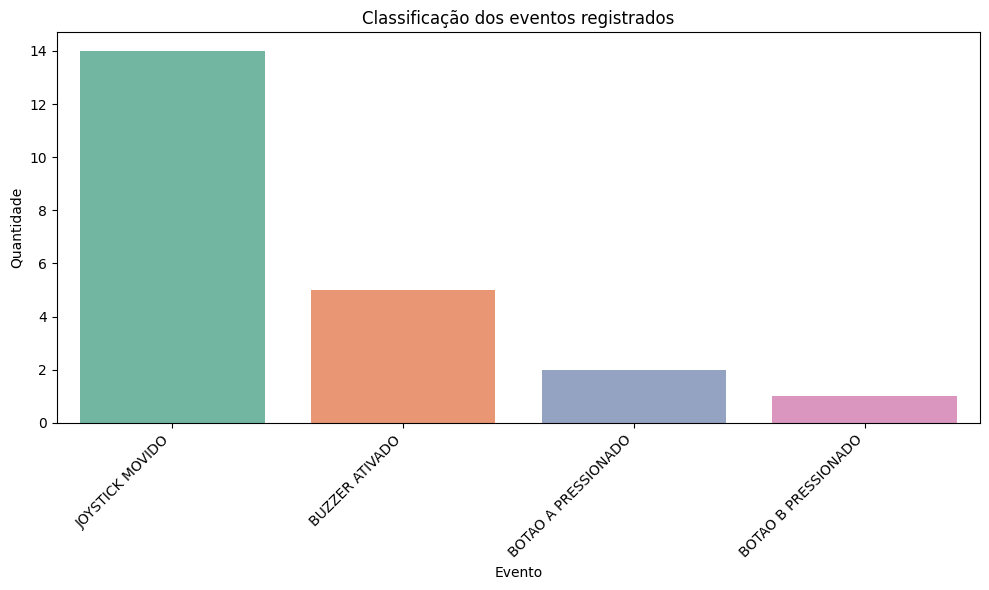 Classificação dos eventos registrados
Quantidade
14
12
10
8
6
4
2
0
JOYSTICK MOVIDO
BUZZER ATIVADO
BOTAO A PRESSIONADO
BOTAO B PRESSIONADO
Evento